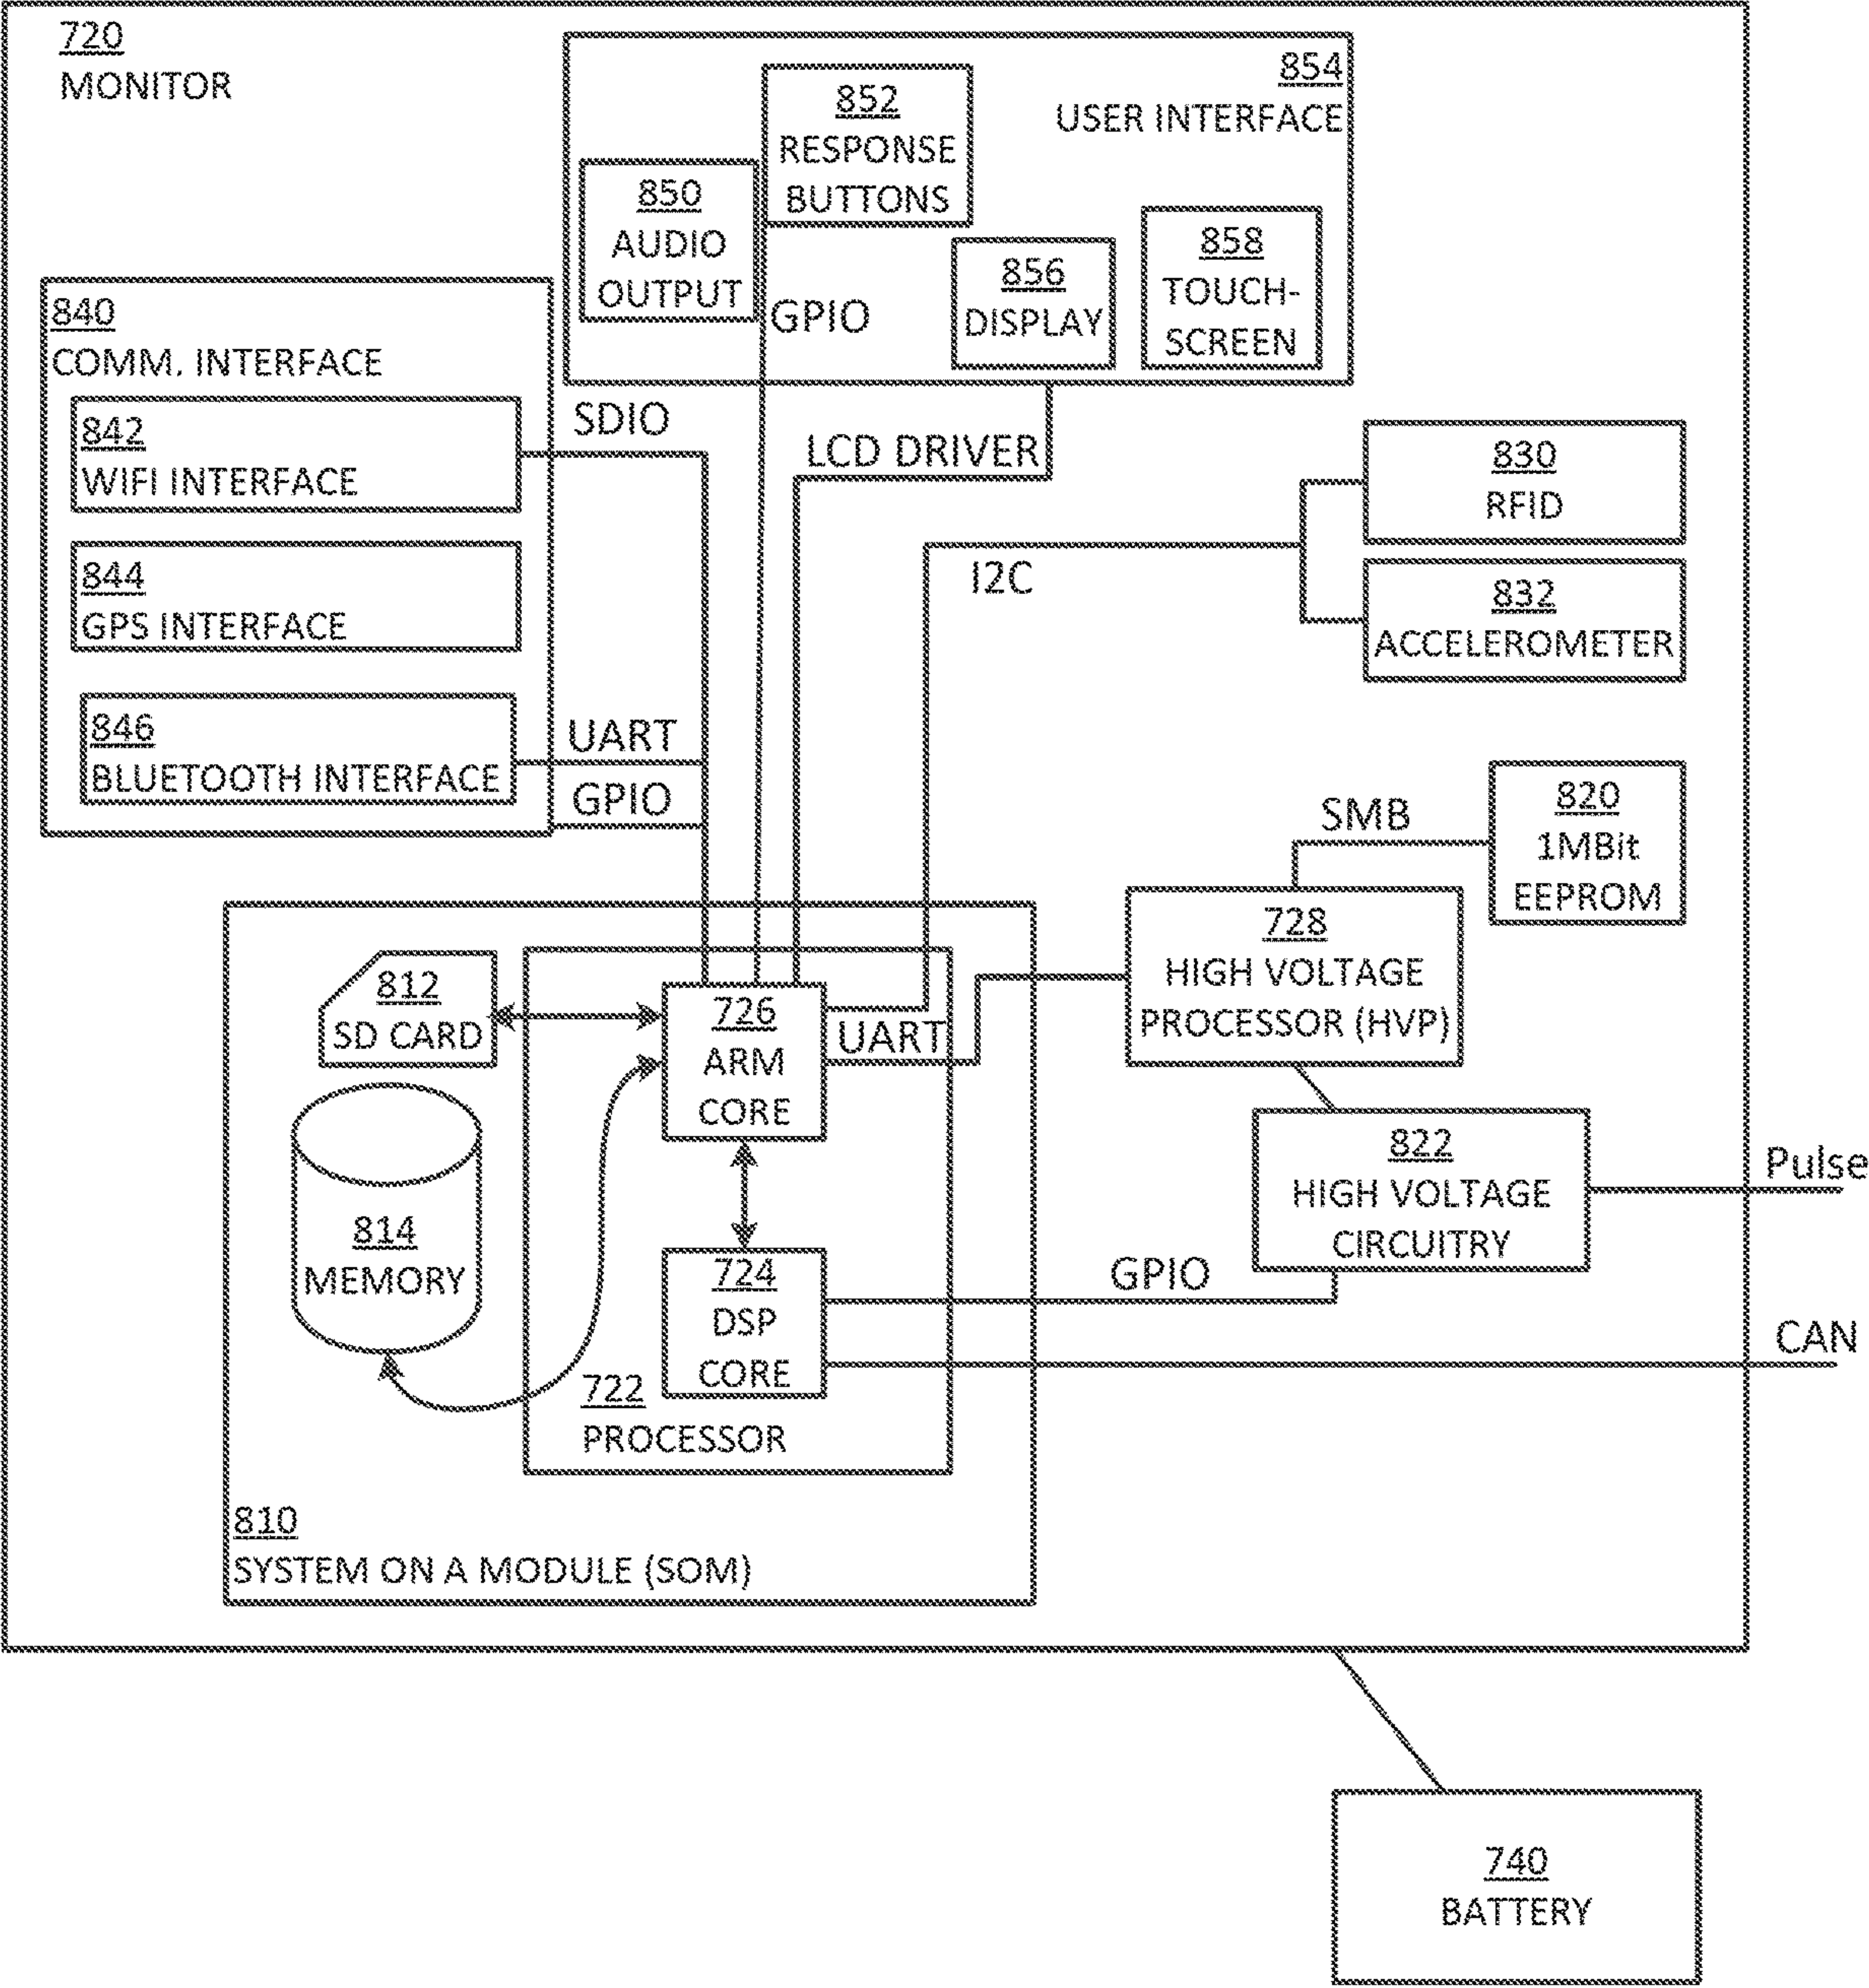 720
MONITOR
854
USER INTERFACE
852
RESPONSE
BUTTONS
850
AUDIO
OUTPUT
GPIO
856
DISPLAY
858
TOUCH-
SCREEN
840
COMM. INTERFACE
842
WIFI INTERFACE
844
GPS INTERFACE
846
BLUETOOTH INTERFACE
SDIO
LCD DRIVER
UART
GPIO
I2C
830
RFID
832
ACCELEROMETER
SMB
820
1MBit
EEPROM
728
HIGH VOLTAGE
PROCESSOR (HVP)
812
SD CARD
726
ARM
CORE
UART
814
MEMORY
724
DSP
CORE
722
PROCESSOR
822
HIGH VOLTAGE
CIRCUITRY
Pulse
GPIO
CAN
810
SYSTEM ON A MODULE (SOM)
740
BATTERY